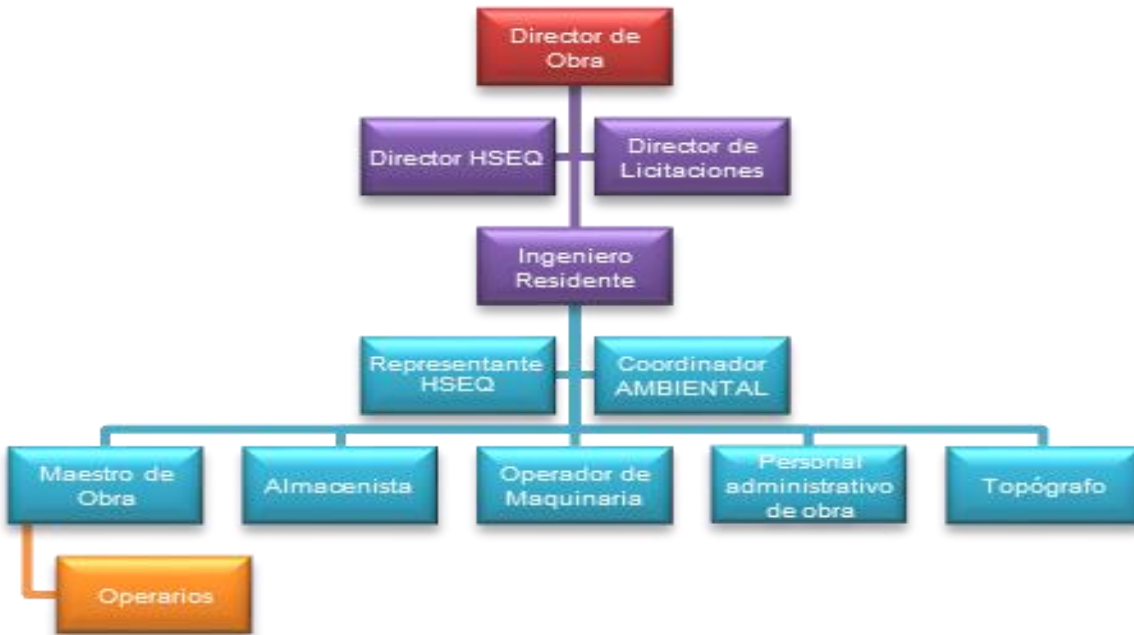 Director de
Obra
Director HSEQ
Director de
Licitaciones
Ingeniero
Residente
Representante
HSEQ
Coordinador
AMBIENTAL
Maestro de
Obra
Almacenista
Operador de
Maquinaria
Personal
administrativo
de obra
Topógrafo
Operarios